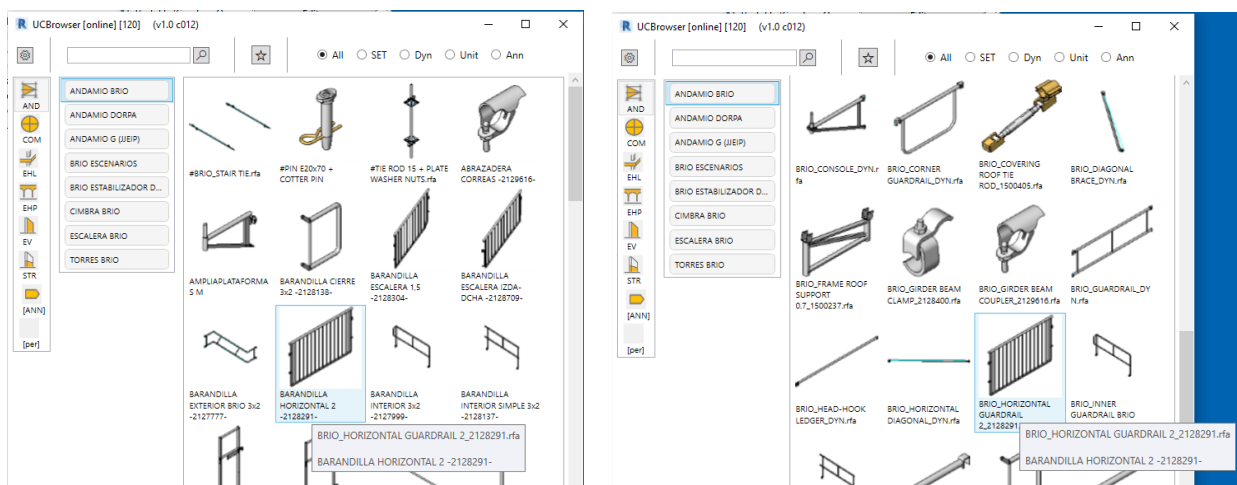 UCBrowser [online] [120] (v1.0 c012)
All SET Dyn Unit Ann
AND
COM
EHL
EHP
EV
STR
[ANN]
[per]
ANDAMIO BRIO
ANDAMIO DORPA
ANDAMIO G (JJEIP)
BRIO ESCENARIOS
BRIO ESTABILIZADOR D...
CIMBRA BRIO
ESCALERA BRIO
TORRES BRIO
#BRIO_STAIR TIE.rfa
#PIN E20x70 +
COTTER PIN
#TIE ROD 15 + PLATE
WASHER NUTS.rfa
ABRAZADERA
CORREAS -2129616-
AMPLIAPLATAFORMA
S M
BARANDILLA CIERRE
3x2 -2128138-
BARANDILLA
ESCALERA 1,5
-2128304-
BARANDILLA
ESCALERA IZDA-
DCHA -2128709-
BARANDILLA
EXTERIOR BRIO 3x2
-2127777-
BARANDILLA
HORIZONTAL 2
-2128291-
BARANDILLA
INTERIOR 3x2
-2127999-
BARANDILLA
INTERIOR SIMPLE 3x2
-2128137-
BRIO_HORIZONTAL GUARDRAIL 2_2128291.rfa
BARANDILLA HORIZONTAL 2 -2128291-
UCBrowser [online] [120] (v1.0 c012)
All SET Dyn Unit Ann
AND
COM
EHL
EHP
EV
STR
[ANN]
[per]
ANDAMIO BRIO
ANDAMIO DORPA
ANDAMIO G (JJEIP)
BRIO ESCENARIOS
BRIO ESTABILIZADOR D...
CIMBRA BRIO
ESCALERA BRIO
TORRES BRIO
BRIO_CONSOLE_DYN.r
fa
BRIO_CORNER
GUARDRAIL_DYN.rfa
BRIO_COVERING
ROOF TIE
ROD_1500405.rfa
BRIO_DIAGONAL
BRACE_DYN.rfa
BRIO_FRAME ROOF
SUPPORT
0.7_1500237.rfa
BRIO_GIRDER BEAM
CLAMP_2128400.rfa
BRIO_GIRDER BEAM
COUPLER_2129616.rfa
BRIO_GUARDRAIL_DY
N.rfa
BRIO_HEAD-HOOK
LEDGER_DYN.rfa
BRIO_HORIZONTAL
DIAGONAL_DYN.rfa
BRIO_HORIZONTAL
GUARDRAIL
2_2128291.rfa
BRIO_INNER
GUARDRAIL BRIO
BRIO_HORIZONTAL GUARDRAIL 2_2128291.rfa
BARANDILLA HORIZONTAL 2 -2128291-